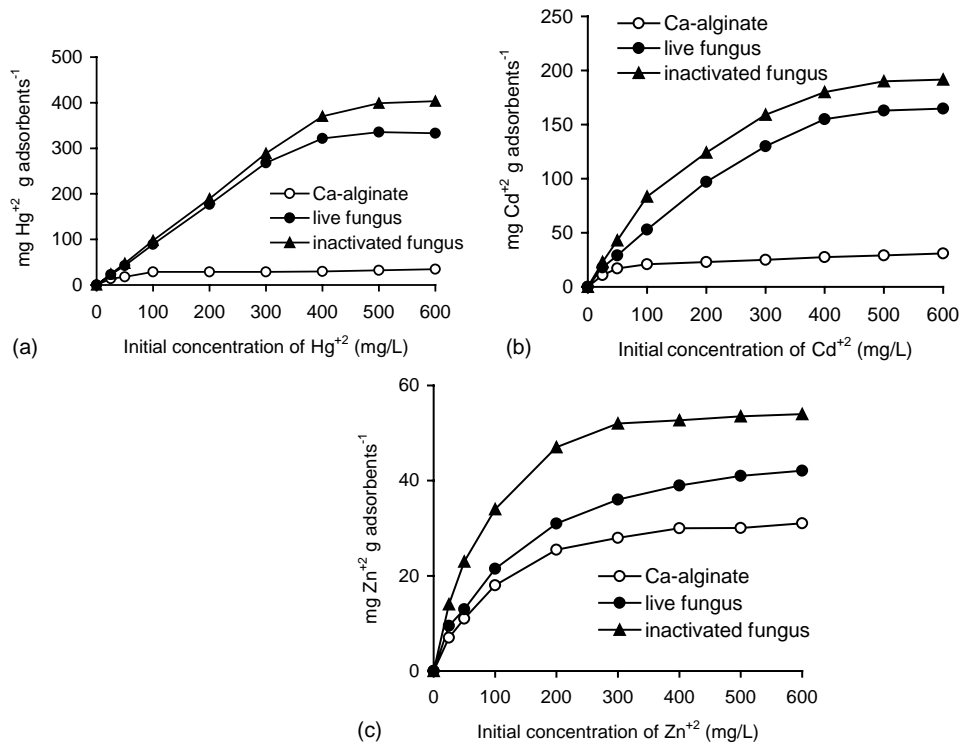 500
400
300
200
100
0
mg Hg⁺² g adsorbents⁻¹
Ca-alginate
live fungus
inactivated fungus
0 100 200 300 400 500 600
(a) Initial concentration of Hg⁺² (mg/L)
Ca-alginate
live fungus
inactivated fungus
250
200
150
100
50
0
mg Cd⁺² g adsorbents⁻¹
0 100 200 300 400 500 600
(b) Initial concentration of Cd⁺² (mg/L)
60
40
20
0
mg Zn⁺² g adsorbents⁻¹
Ca-alginate
live fungus
inactivated fungus
0 100 200 300 400 500 600
(c) Initial concentration of Zn⁺² (mg/L)